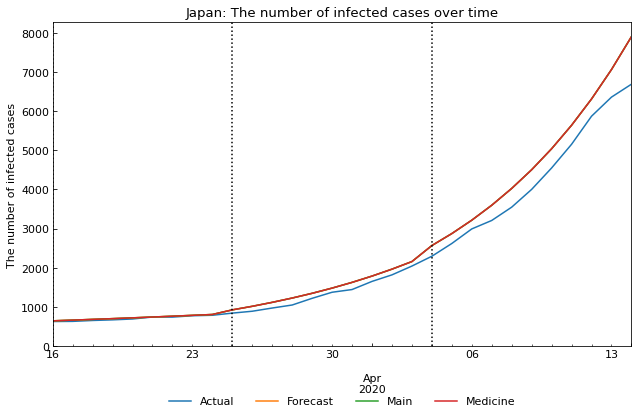 Japan: The number of infected cases over time
The number of infected cases
8000
7000
6000
5000
4000
3000
2000
1000
0
16 23 30 06 13
Apr
2020
Actual Forecast Main Medicine